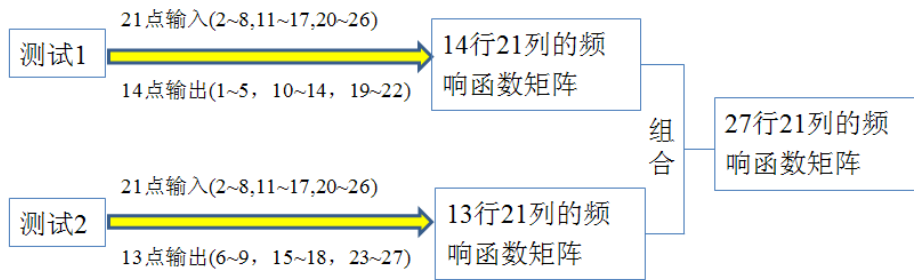 21点输入(2~8,11~17,20~26)
测试1
14点输出(1~5，10~14，19~22)
14行21列的频
响函数矩阵
组
合
27行21列的频
响函数矩阵
21点输入(2~8,11~17,20~26)
测试2
13点输出(6~9，15~18，23~27)
13行21列的频
响函数矩阵